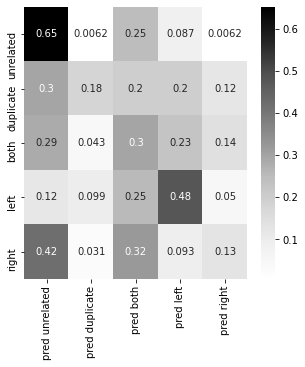 unrelated 0.65 0.0062 0.25 0.087 0.0062
duplicate 0.3 0.18 0.2 0.2 0.12
both 0.29 0.043 0.3 0.23 0.14
left 0.12 0.099 0.25 0.48 0.05
right 0.42 0.031 0.32 0.093 0.13
pred unrelated pred duplicate pred both pred left pred right
0.6
0.5
0.4
0.3
0.2
0.1